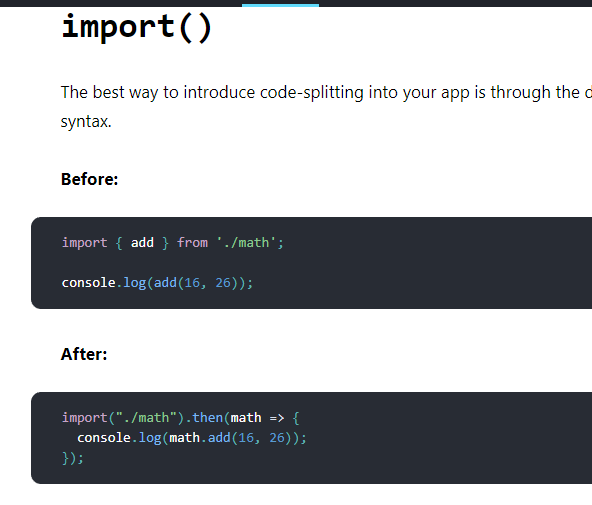 import()
The best way to introduce code-splitting into your app is through the
syntax.
Before:
import { add } from './math';
console.log(add(16, 26));
After:
import("./math").then(math => {
  console.log(math.add(16, 26));
});